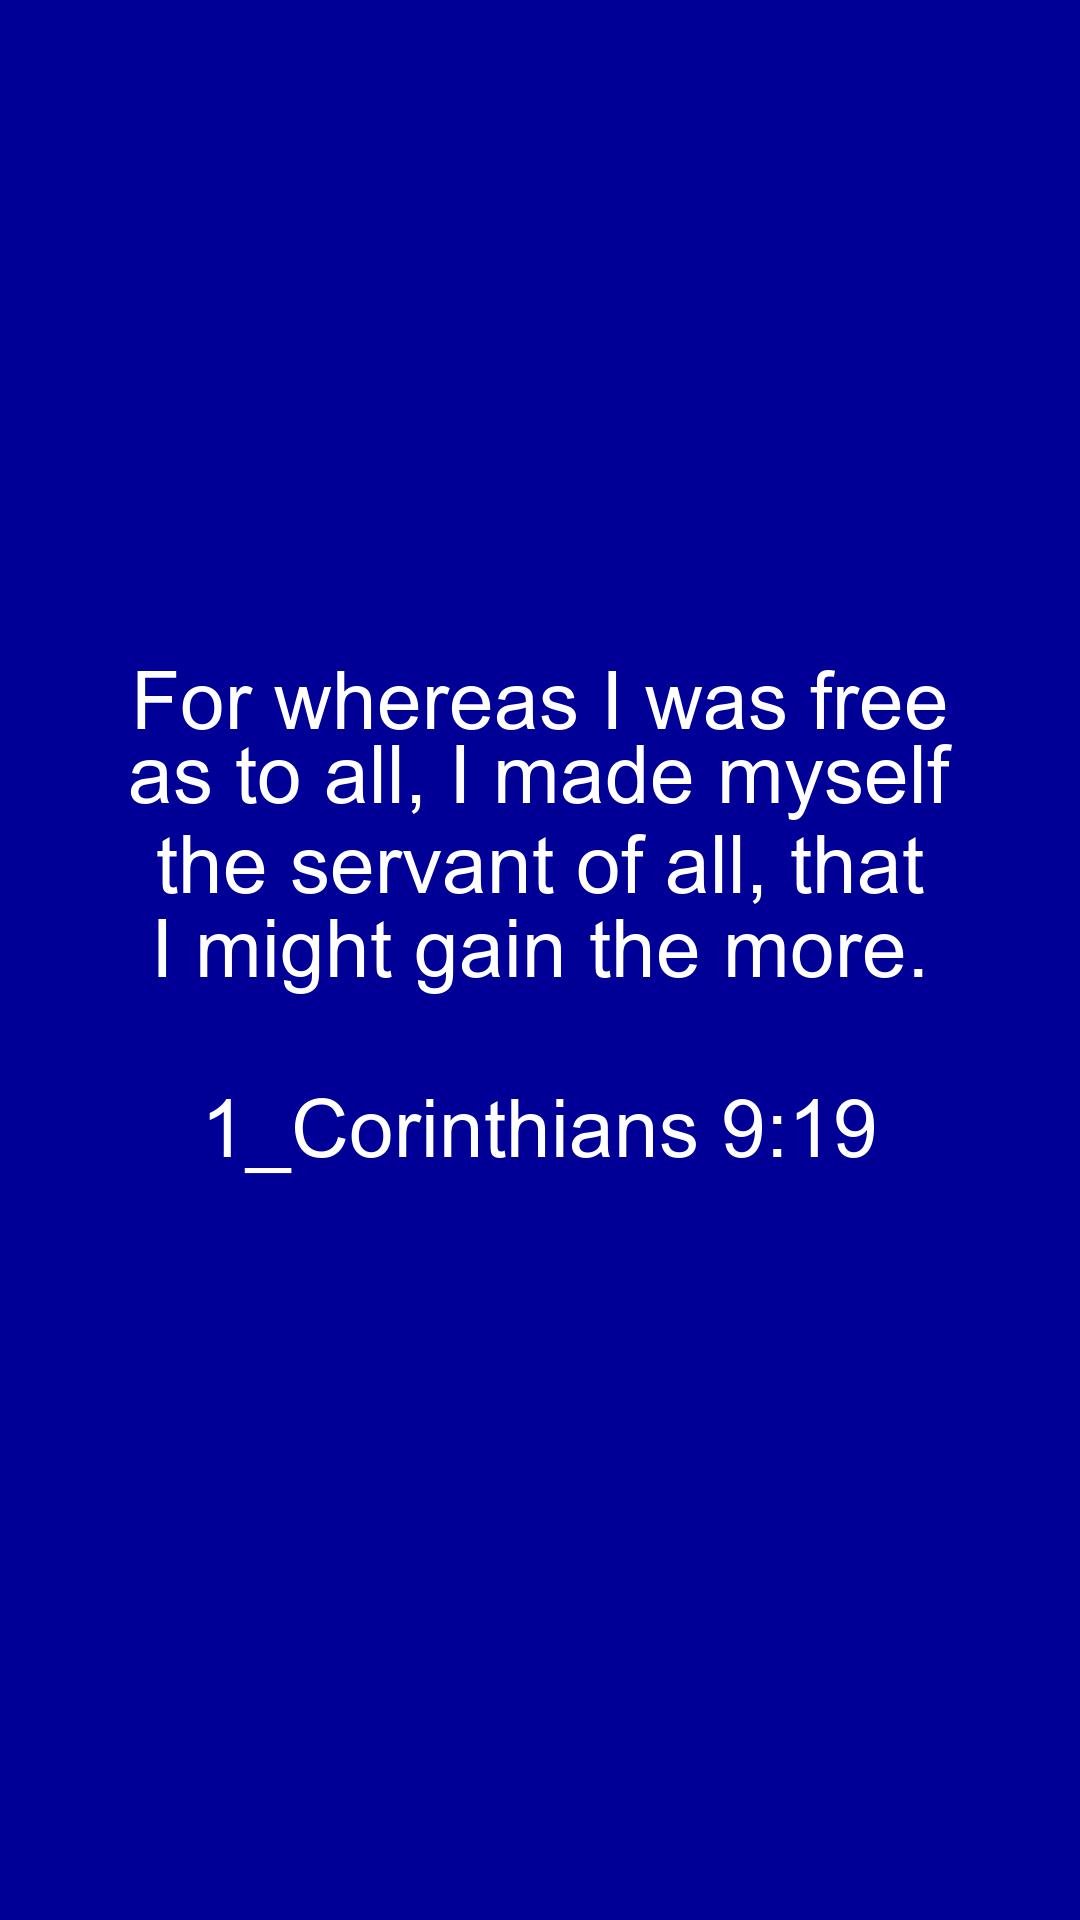 For whereas I was free
as to all, I made myself
the servant of all, that
I might gain the more.
1_Corinthians 9:19